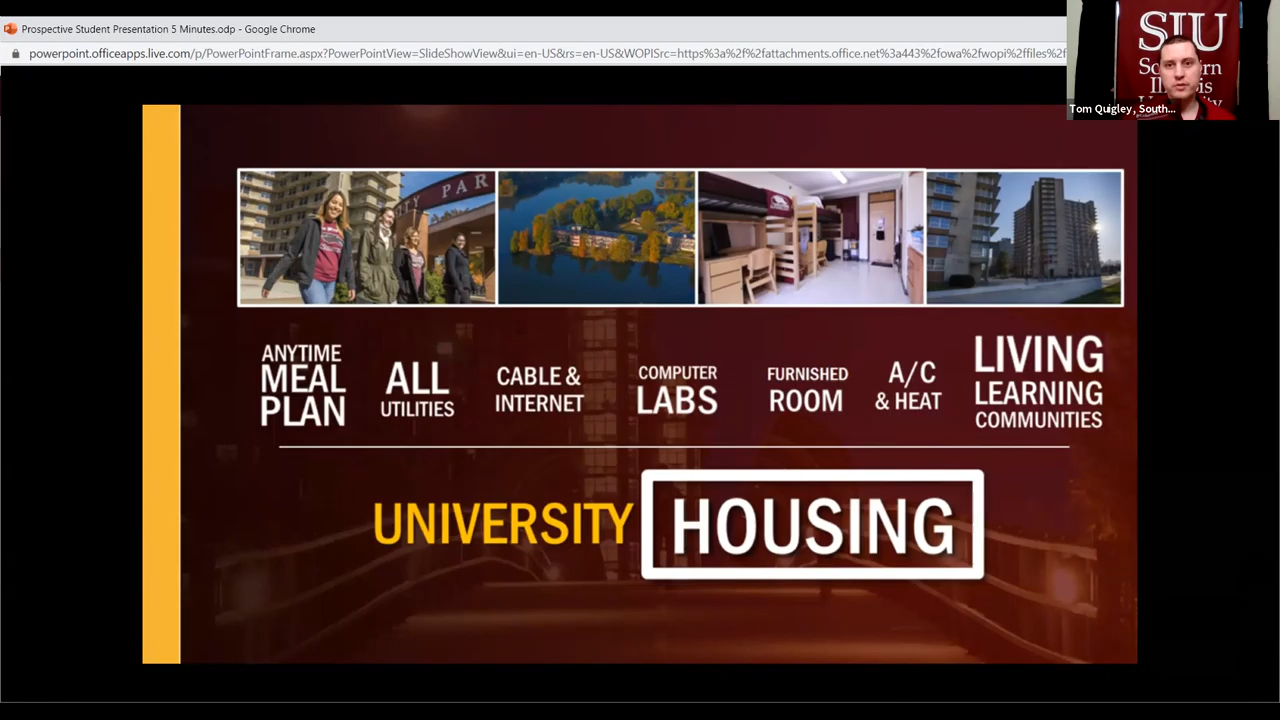 Prospective Student Presentation 5 Minutes.odp - Google Chrome
powerpoint.officeapps.live.com/p/PowerPointFrame.aspx?PowerPointView=SlideShowView&ui=en-US&rs=en-US&WOPISrc=https%3a%2f%2fattachments.office.net%3a443%2fowa%2fwopi%2ffiles%2f
SIU
Illinois
Tom Quigley, South...
PAR
ANYTIME
MEAL
PLAN
ALL
UTILITIES
CABLE &
INTERNET
COMPUTER
LABS
FURNISHED
ROOM
A/C
& HEAT
LIVING
LEARNING
COMMUNITIES
UNIVERSITY HOUSING